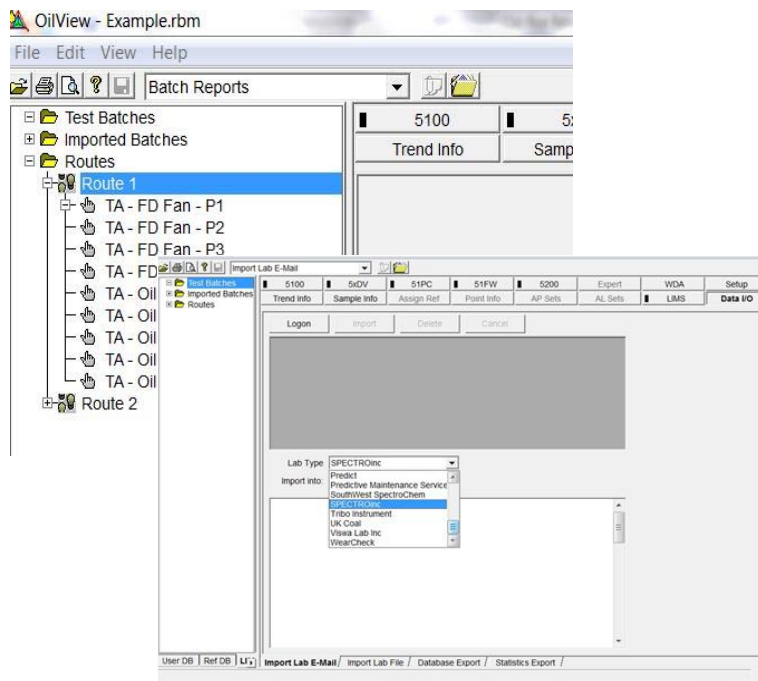 OilView - Example.rbm
File Edit View Help
Batch Reports
Test Batches
Imported Batches
Routes
Route 1
TA - FD Fan - P1
TA - FD Fan - P2
TA - FD Fan - P3
TA - FD
TA - Oil
TA - Oil
TA - Oil
TA - Oil
Route 2
5100
Trend Info Samp
Import Lab E-Mail
Test Batches
Imported Batches
Routes
5100 5xDV 51PC 51FW 5200 Expert WDA Setup
Trend Info Sample Info Assign Ref Point Info AP Sets AL Sets LIMS Data I/O
Logon Import Delete Cancel
Lab Type SPECTROinc
Import into:
Predict
Predictive Maintenance Service
SouthWest SpectroChem
SPECTROinc
Tribo Instrument
UK Coal
Viswa Lab Inc
WearCheck
User DB Ref DB
Import Lab E-Mail / Import Lab File / Database Export / Statistics Export /